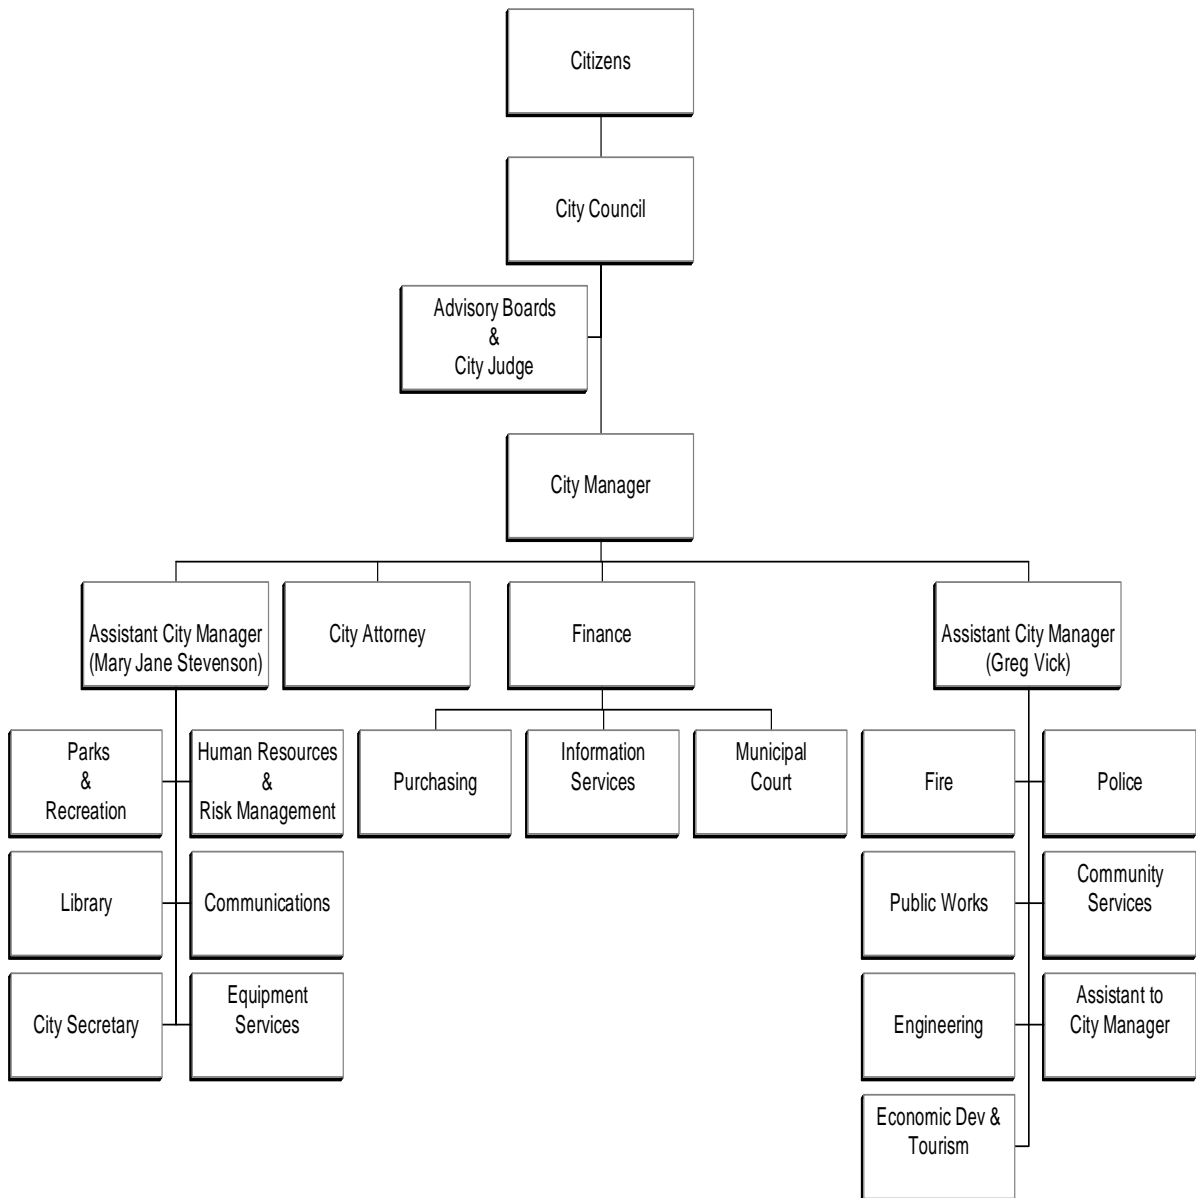 Citizens
City Council
Advisory Boards
&
City Judge
City Manager
Assistant City Manager
(Mary Jane Stevenson)
City Attorney
Finance
Assistant City Manager
(Greg Vick)
Parks
&
Recreation
Human Resources
&
Risk Management
Purchasing
Information
Services
Municipal
Court
Fire
Police
Library
Communications
Public Works
Community
Services
City Secretary
Equipment
Services
Engineering
Assistant to
City Manager
Economic Dev &
Tourism